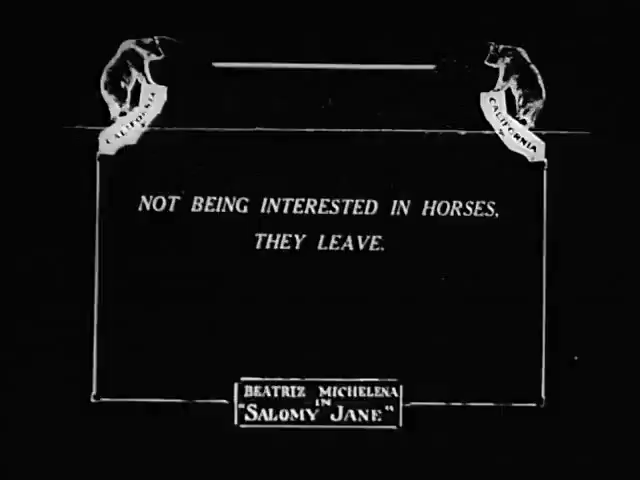 CALIFORNIA
CALIFORNIA
NOT BEING INTERESTED IN HORSES,
THEY LEAVE.
BEATRIZ MICHELENA
IN
"SALOMY JANE"